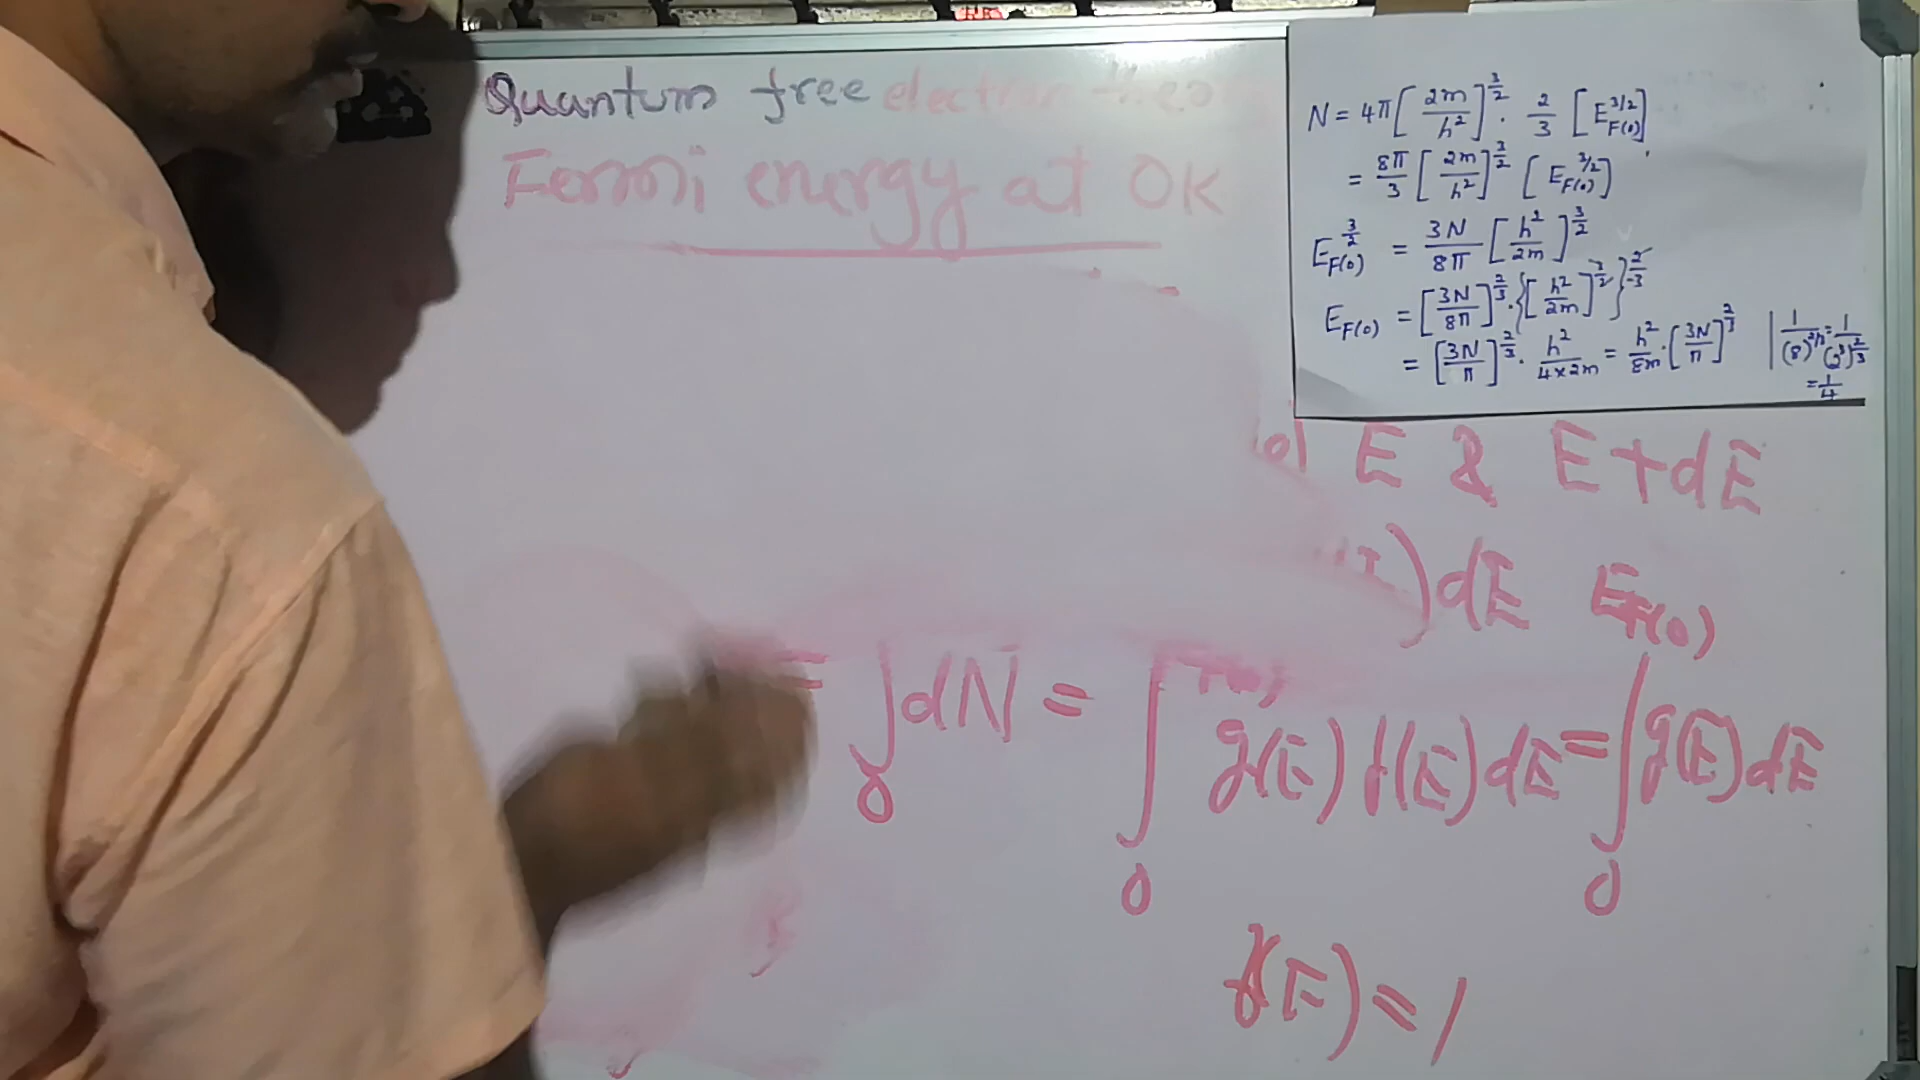 Quantum free electron theo
Fermi energy at 0K
N = 4π [2m/h²]^3/2 . 2/3 [E_F(0)^3/2]
= 8π/3 [2m/h²]^3/2 [E_F(0)^3/2]
E_F(0)^3/2 = 3N/8π [h²/2m]^3/2
E_F(0) = [3N/8π]^2/3 . {[h²/2m]^3/2}^2/3
= [3N/π]^2/3 . h²/4×2m = h²/8m . [3N/π]^2/3 | 1/(8)^2/3 = 1/(2³)^2/3
= 1/4
E & E + dE
) dE E_F(0)
= ∫0 dN = ∫0 g(E) f(E) dE = ∫0 g(E) dE
f(E) = 1